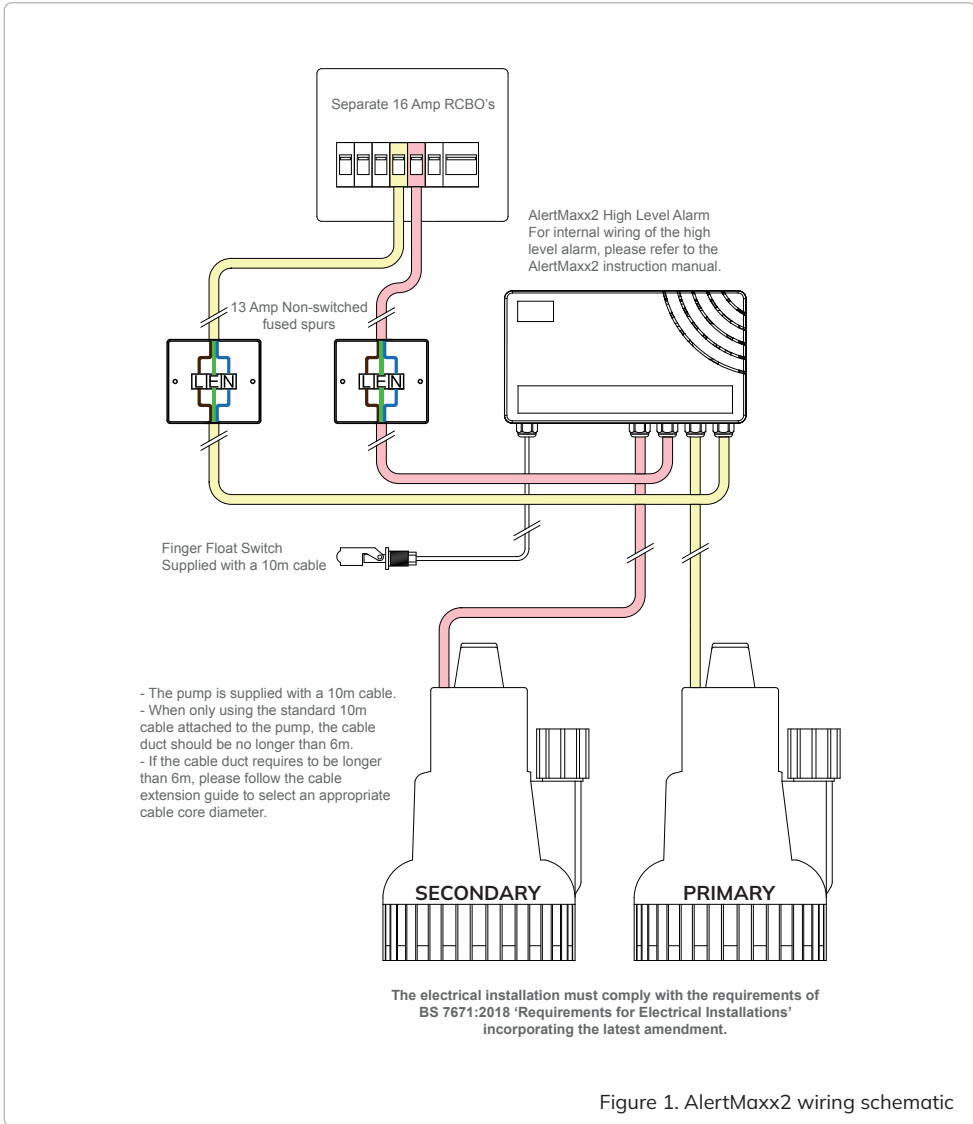 Separate 16 Amp RCBO's
AlertMaxx2 High Level Alarm
For internal wiring of the high
level alarm, please refer to the
AlertMaxx2 instruction manual.
13 Amp Non-switched
fused spurs
L E N
L E N
Finger Float Switch
Supplied with a 10m cable
- The pump is supplied with a 10m cable.
- When only using the standard 10m
cable attached to the pump, the cable
duct should be no longer than 6m.
- If the cable duct requires to be longer
than 6m, please follow the cable
extension guide to select an appropriate
cable core diameter.
SECONDARY
PRIMARY
The electrical installation must comply with the requirements of
BS 7671:2018 ‘Requirements for Electrical Installations’
incorporating the latest amendment.
Figure 1. AlertMaxx2 wiring schematic